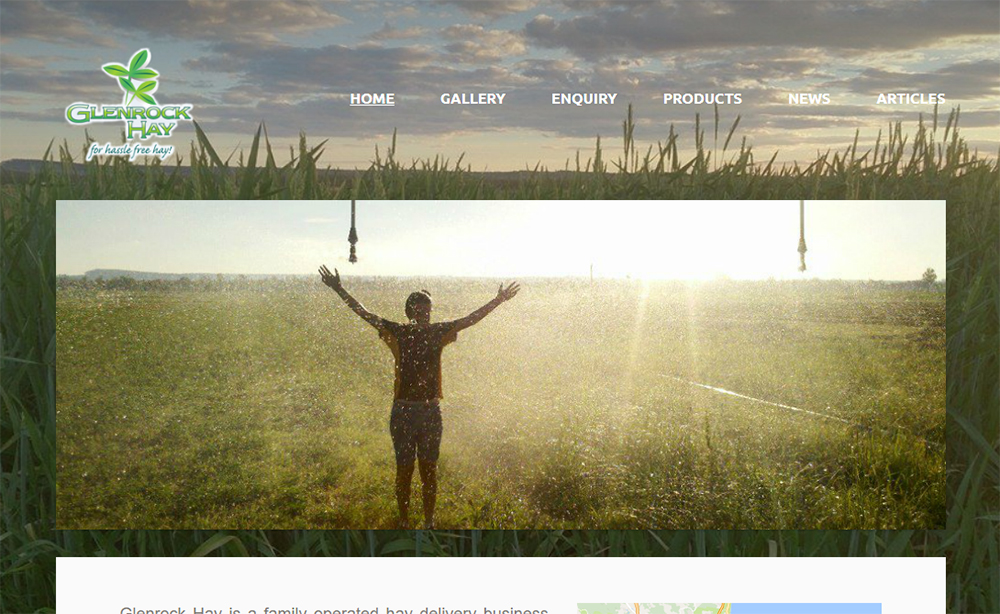 GLENROCK
HAY
for hassle free hay!
HOME GALLERY ENQUIRY PRODUCTS NEWS ARTICLES
Glenrock Hay is a family operated hay delivery business